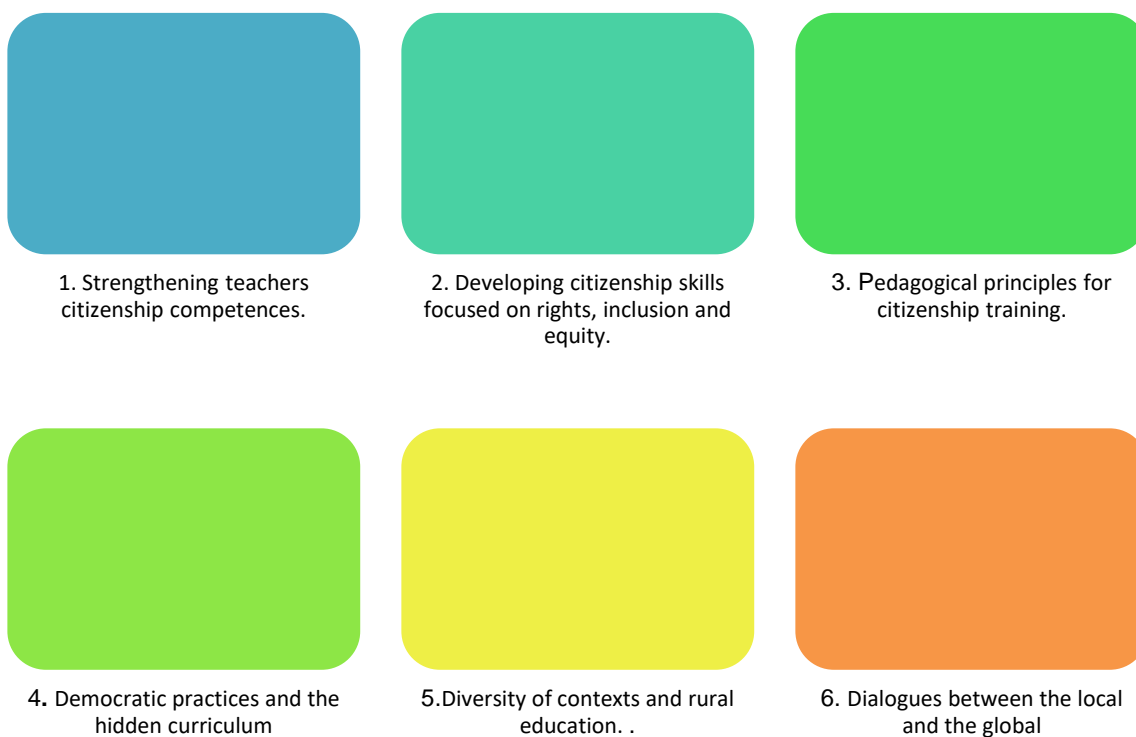 1. Strengthening teachers
citizenship competences.
2. Developing citizenship skills
focused on rights, inclusion and
equity.
3. Pedagogical principles for
citizenship training.
4. Democratic practices and the
hidden curriculum
5.Diversity of contexts and rural
education. .
6. Dialogues between the local
and the global